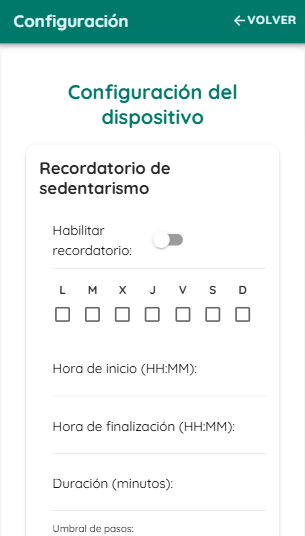 Configuración
VOLVER
Configuración del
dispositivo
Recordatorio de
sedentarismo
Habilitar
recordatorio:
L M X J V S D
Hora de inicio (HH:MM):
Hora de finalización (HH:MM):
Duración (minutos):
Umbral de pasos: